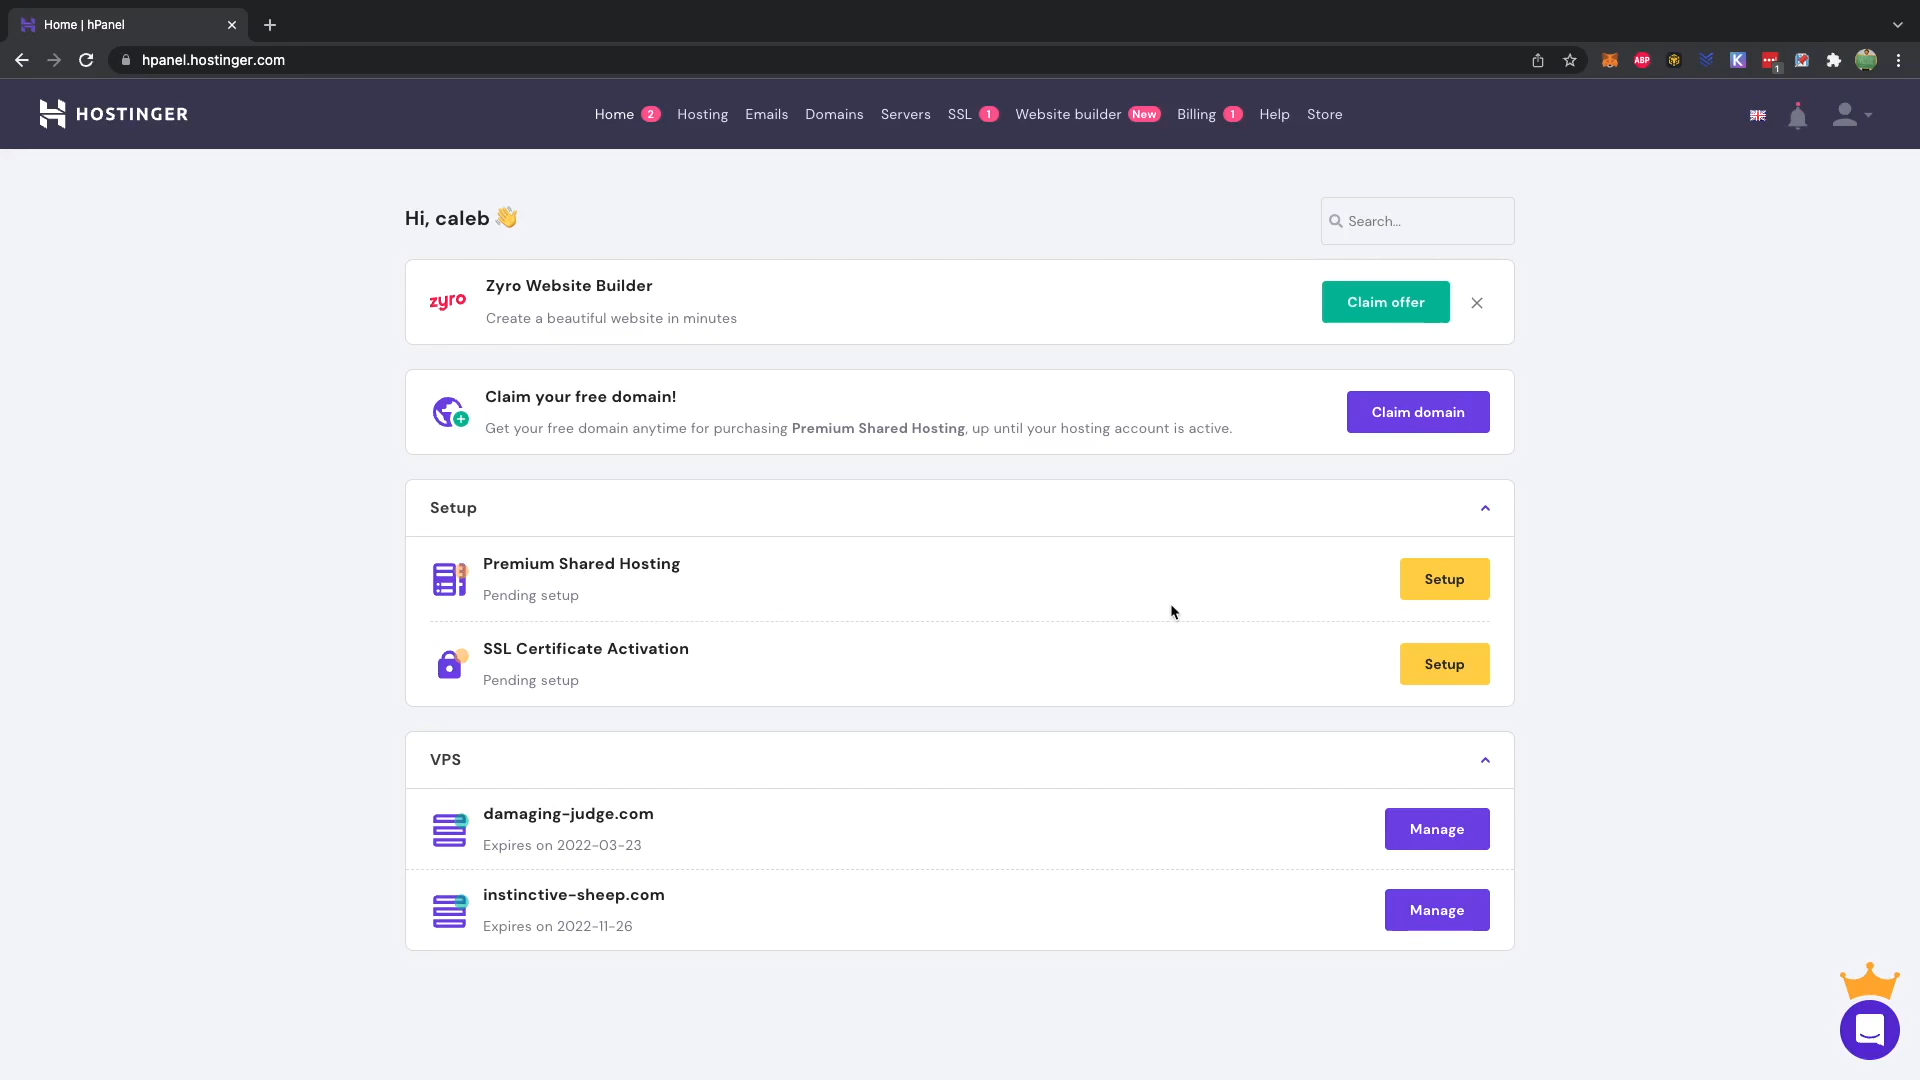 Home | hPanel
hpanel.hostinger.com
ABP
K
1
HOSTINGER
Home 2 Hosting Emails Domains Servers SSL 1 Website builder New Billing 1 Help Store
Hi, caleb 👋
Search...
zyro
Zyro Website Builder
Create a beautiful website in minutes
Claim offer
Claim your free domain!
Get your free domain anytime for purchasing Premium Shared Hosting, up until your hosting account is active.
Claim domain
Setup
Premium Shared Hosting
Pending setup
Setup
SSL Certificate Activation
Pending setup
Setup
VPS
damaging-judge.com
Expires on 2022-03-23
Manage
instinctive-sheep.com
Expires on 2022-11-26
Manage